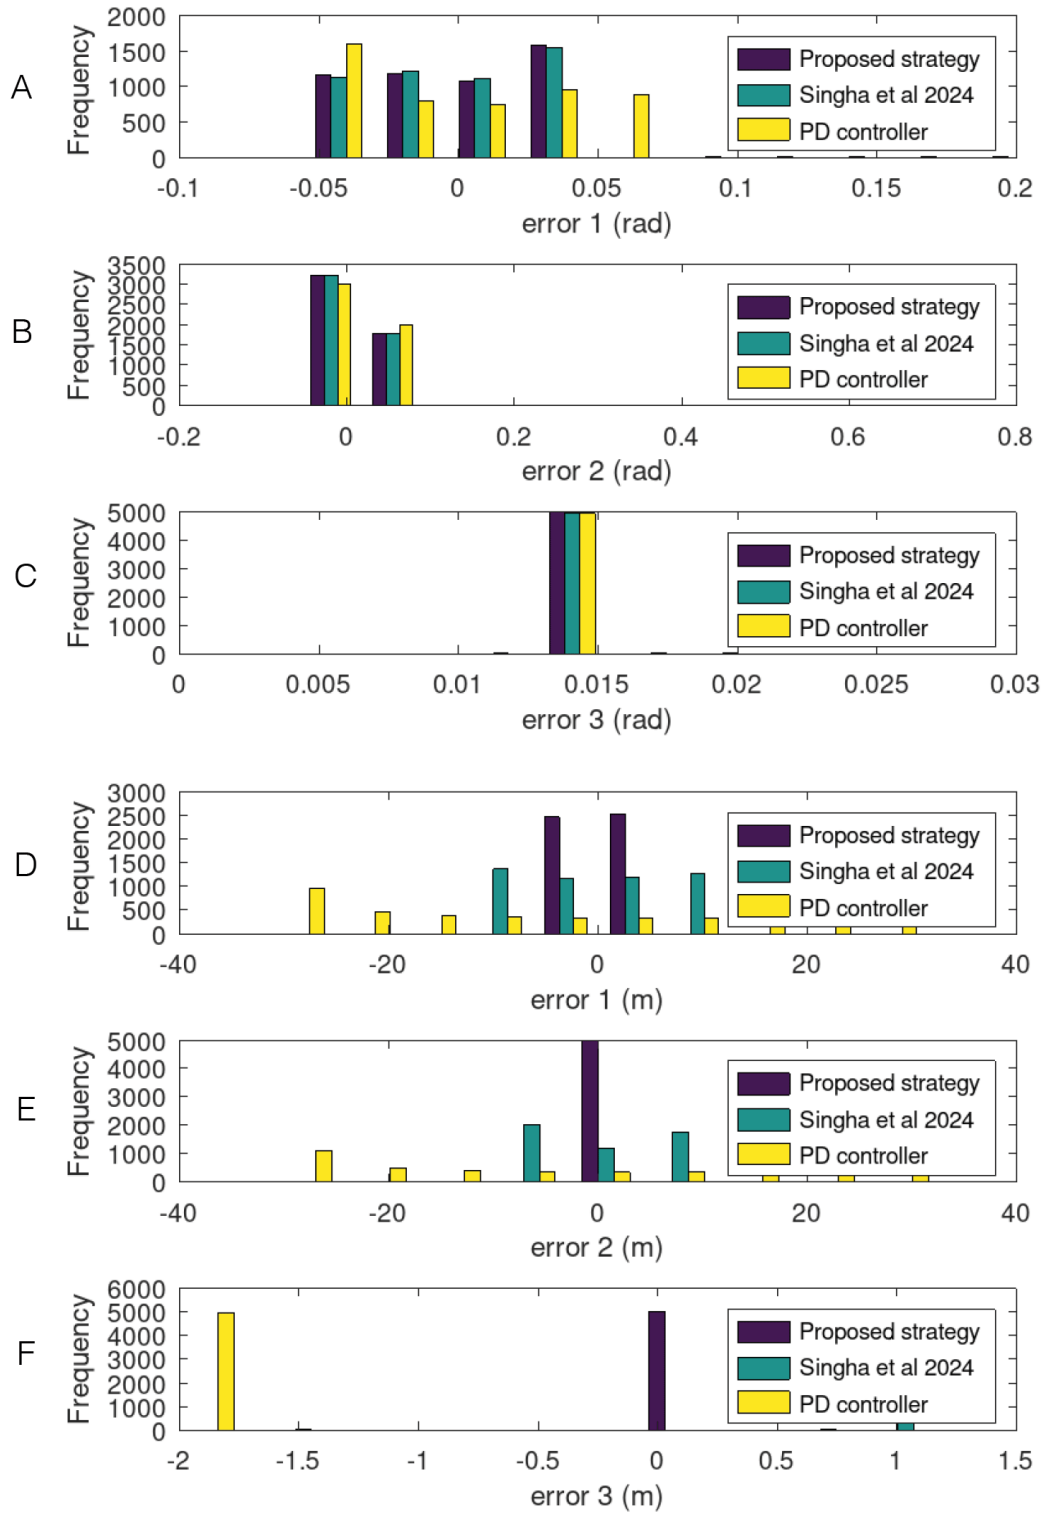 A
Frequency
2000
1500
1000
500
0
Proposed strategy
Singha et al 2024
PD controller
-0.1 -0.05 0 0.05 0.1 0.15 0.2
error 1 (rad)
B
Frequency
3500
3000
2500
2000
1500
1000
500
0
Proposed strategy
Singha et al 2024
PD controller
-0.2 0 0.2 0.4 0.6 0.8
error 2 (rad)
C
Frequency
5000
4000
3000
2000
1000
0
Proposed strategy
Singha et al 2024
PD controller
0 0.005 0.01 0.015 0.02 0.025 0.03
error 3 (rad)
D
Frequency
3000
2500
2000
1500
1000
500
0
Proposed strategy
Singha et al 2024
PD controller
-40 -20 0 20 40
error 1 (m)
E
Frequency
5000
4000
3000
2000
1000
0
Proposed strategy
Singha et al 2024
PD controller
-40 -20 0 20 40
error 2 (m)
F
Frequency
6000
5000
4000
3000
2000
1000
0
Proposed strategy
Singha et al 2024
PD controller
-2 -1.5 -1 -0.5 0 0.5 1 1.5
error 3 (m)